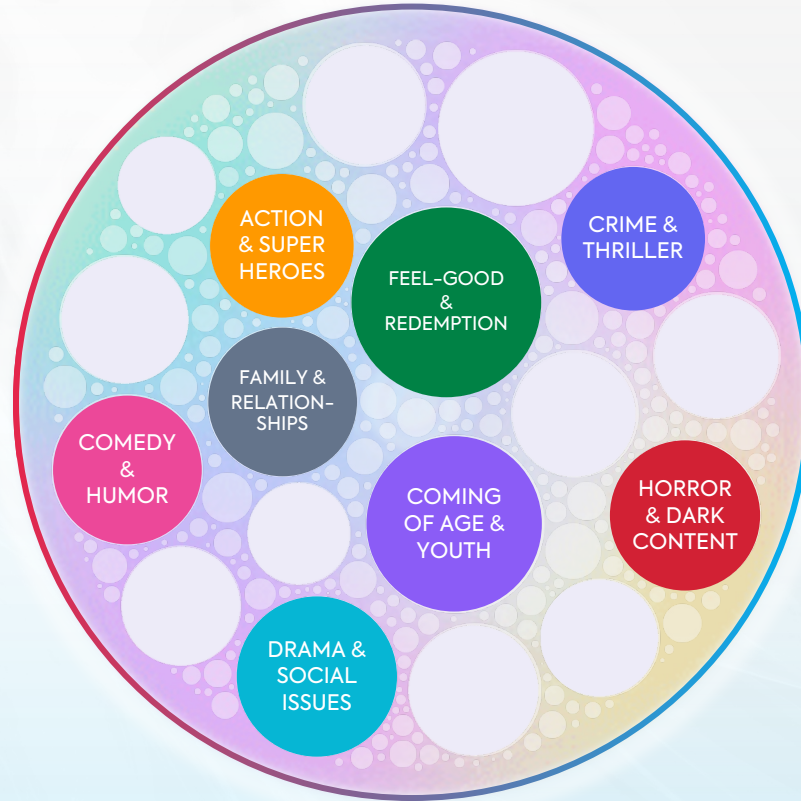 ACTION
& SUPER
HEROES
CRIME &
THRILLER
FEEL-GOOD
&
REDEMPTION
FAMILY &
RELATION-
SHIPS
COMEDY
&
HUMOR
COMING
OF AGE &
YOUTH
HORROR
& DARK
CONTENT
DRAMA &
SOCIAL
ISSUES